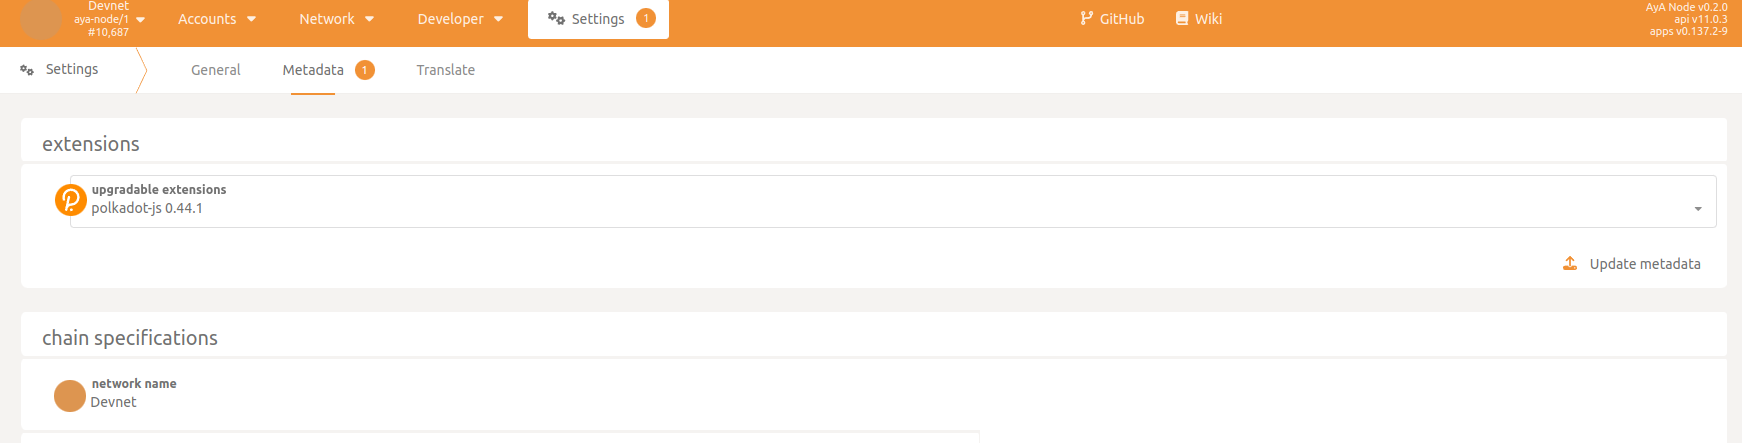 Devnet
aya-node/1
#10,687
Accounts
Network
Developer
Settings 1
GitHub
Wiki
AyA Node v0.2.0
api v11.0.3
apps v0.137.2-9
Settings
General
Metadata 1
Translate
extensions
upgradable extensions
polkadot-js 0.44.1
Update metadata
chain specifications
network name
Devnet